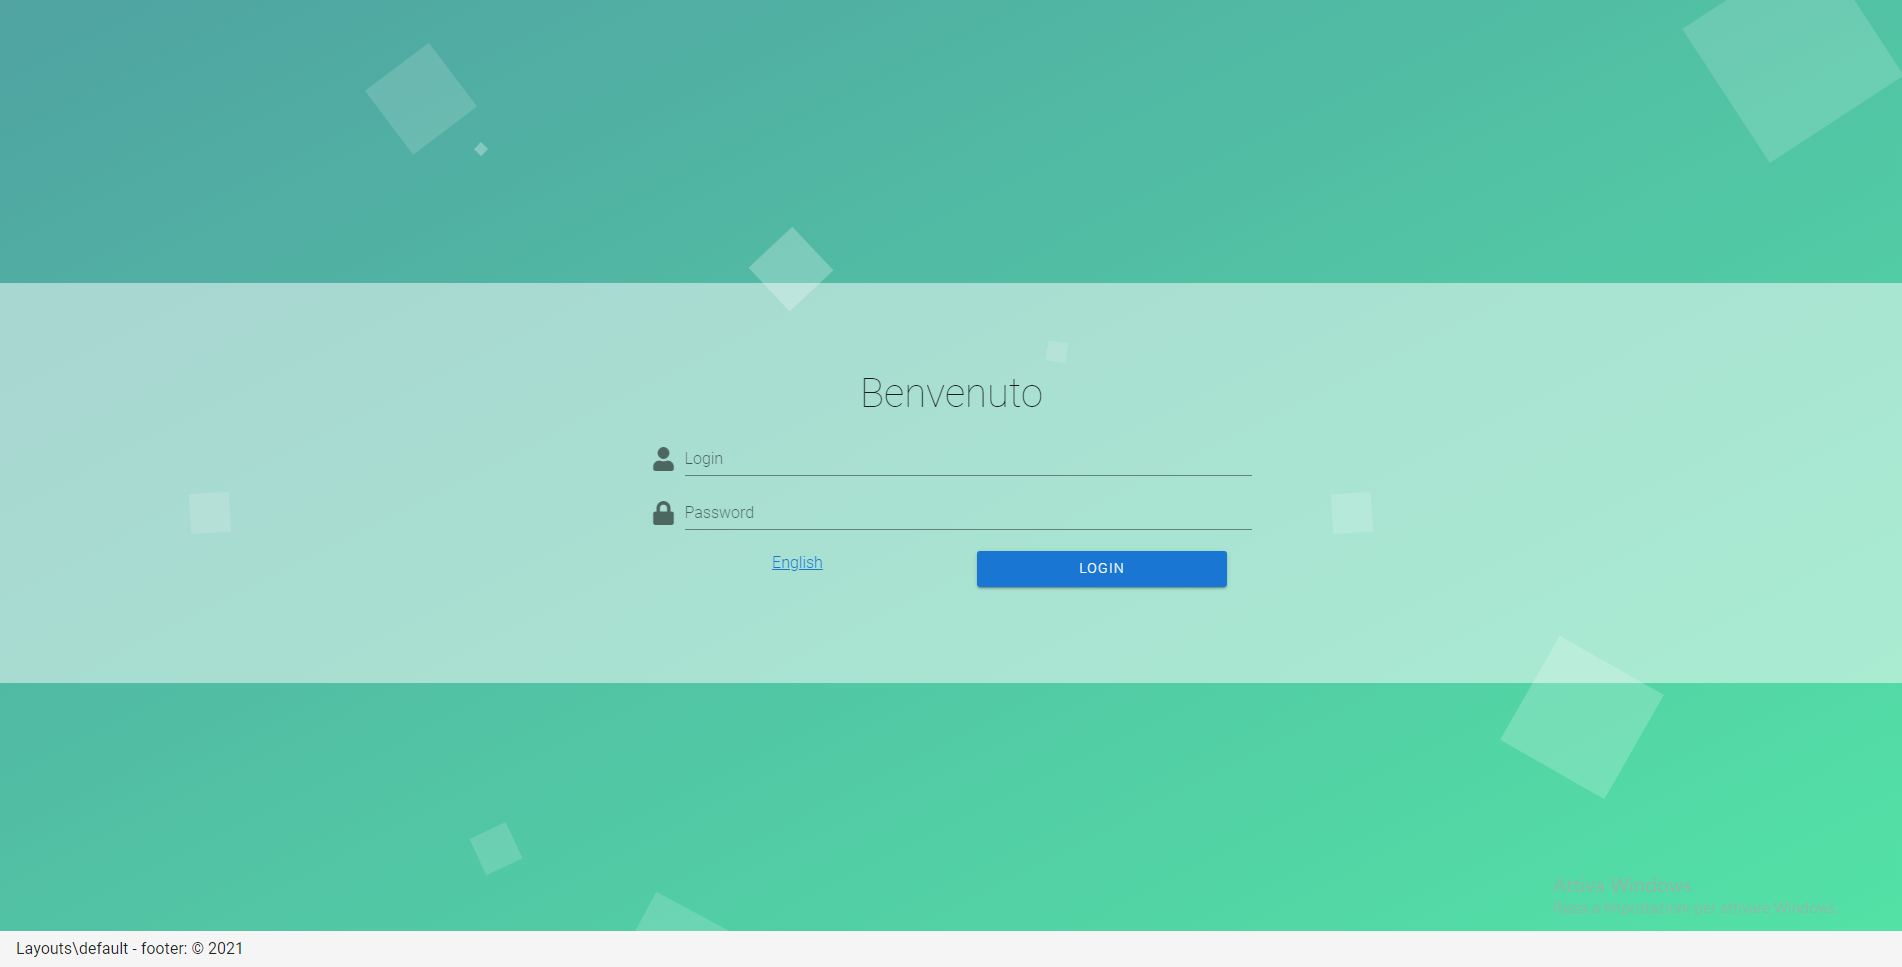 Benvenuto
Login
Password
English
LOGIN
Attiva Windows
Passa a Impostazioni per attivare Windows.
Layouts\default - footer: © 2021